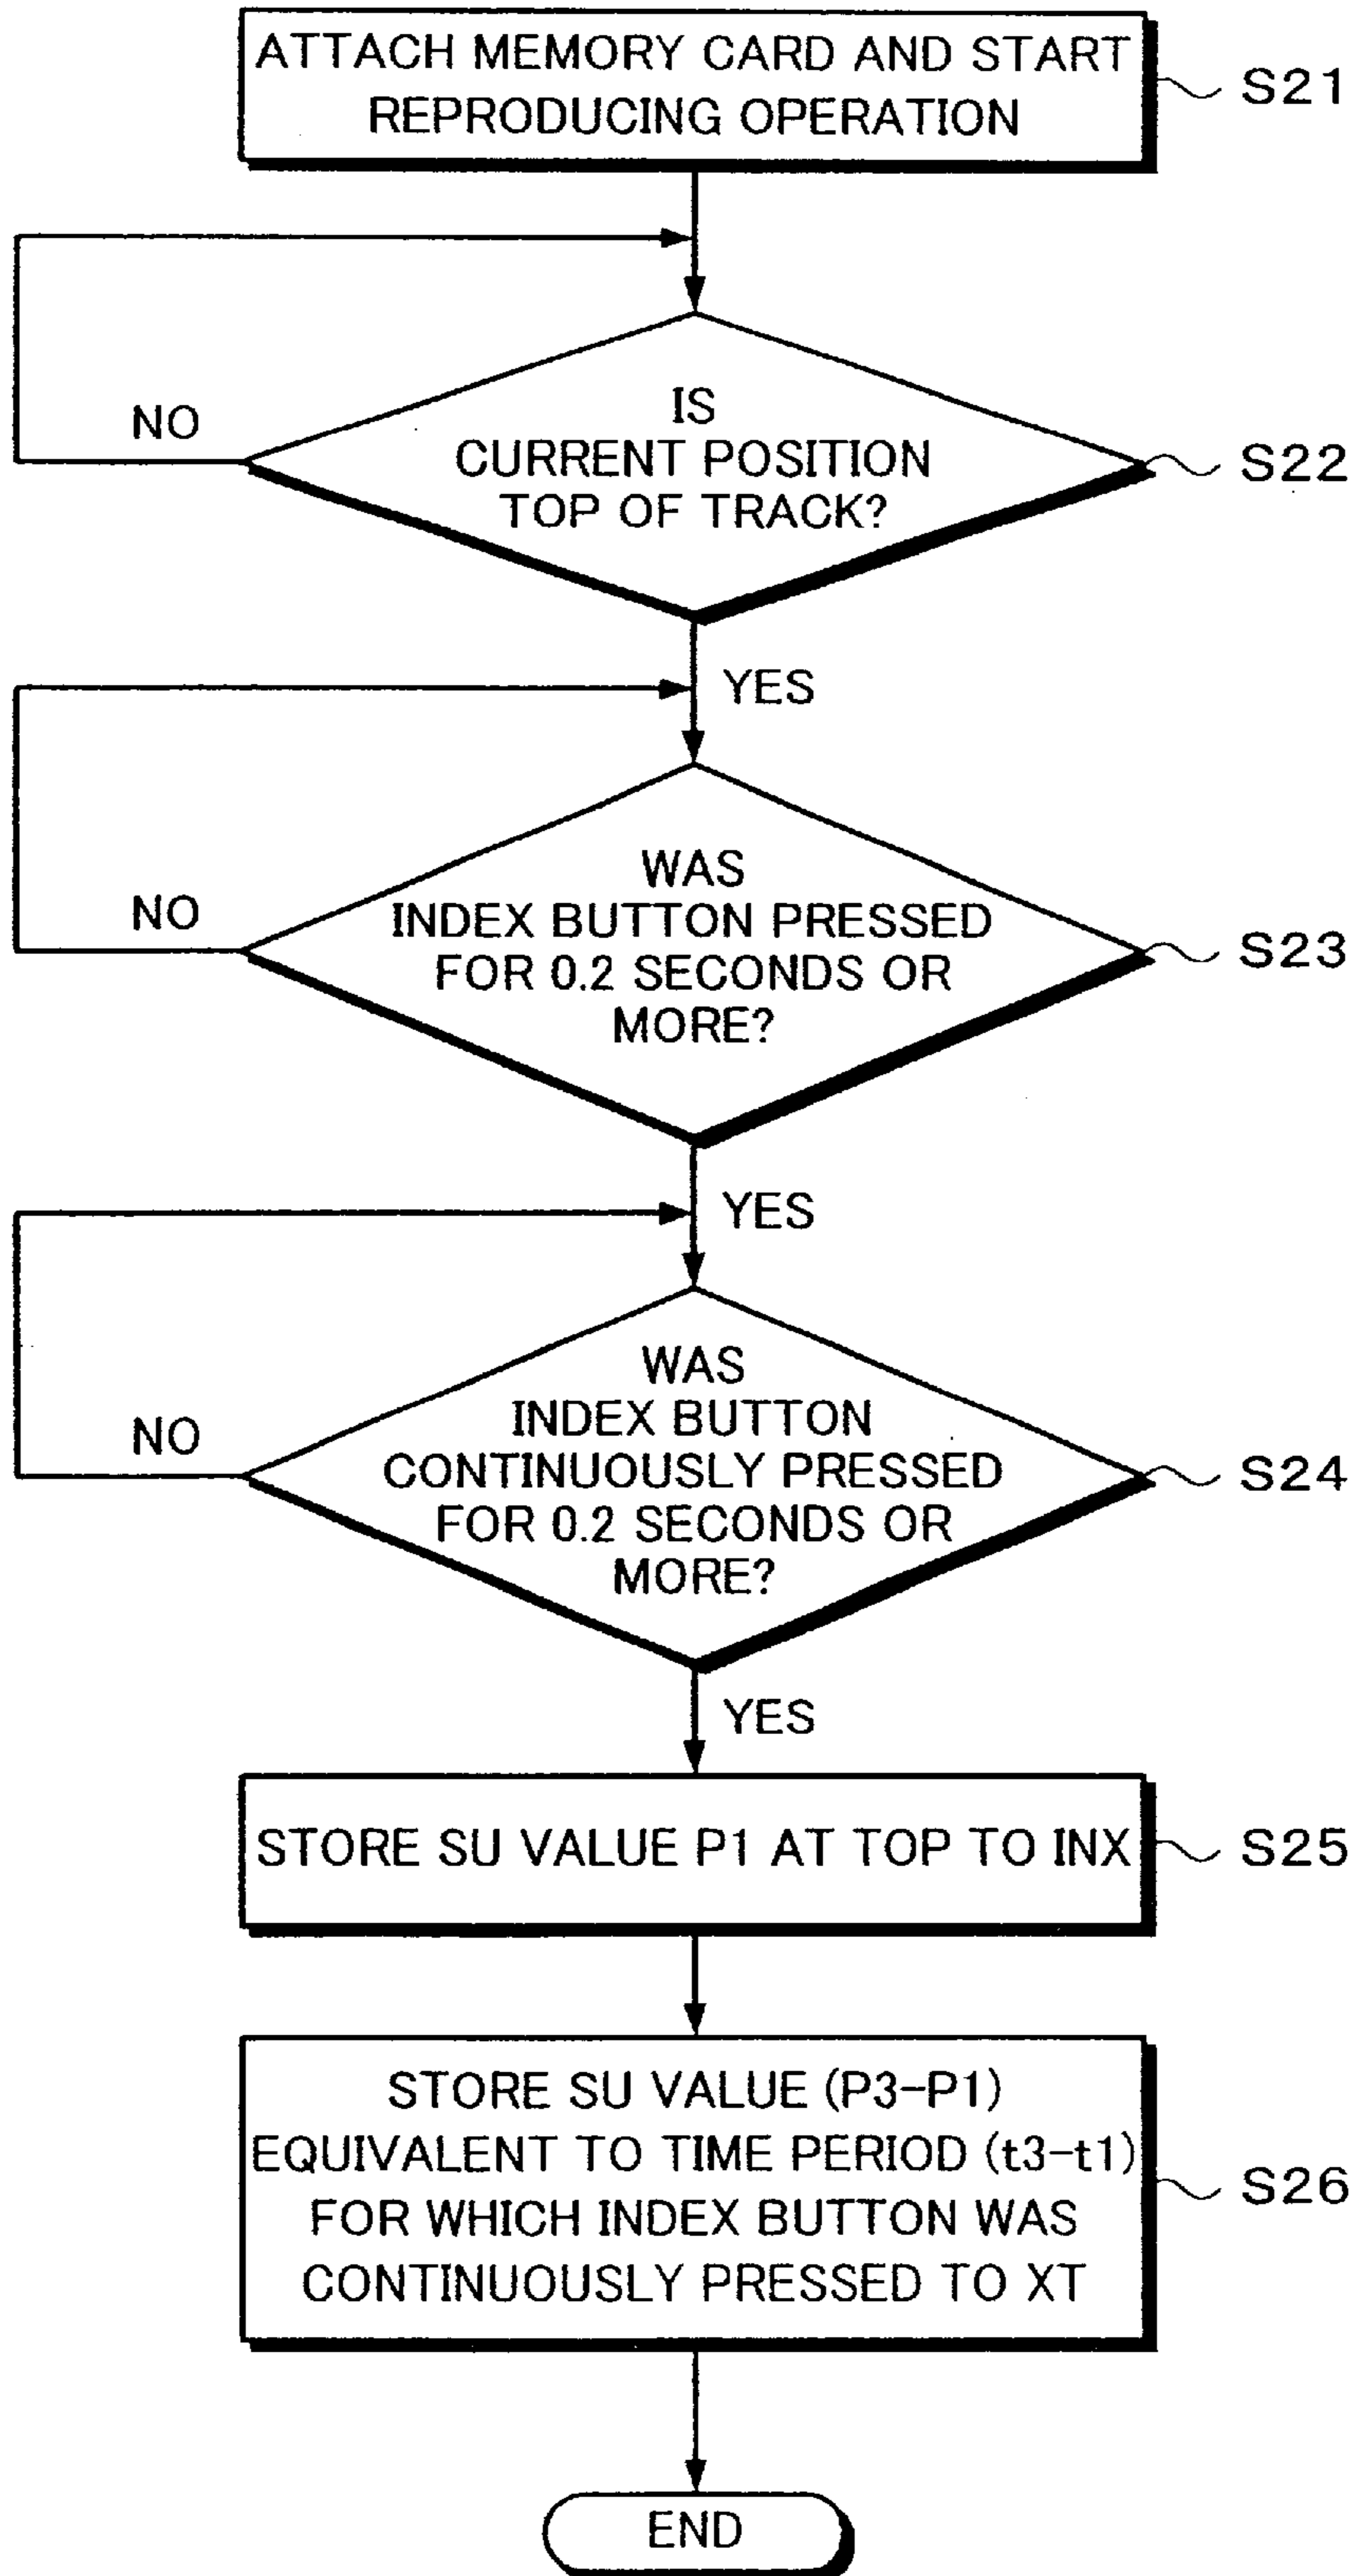 ATTACH MEMORY CARD AND START
REPRODUCING OPERATION
S21
IS
CURRENT POSITION
TOP OF TRACK?
NO
S22
YES
WAS
INDEX BUTTON PRESSED
FOR 0.2 SECONDS OR
MORE?
NO
S23
YES
WAS
INDEX BUTTON
CONTINUOUSLY PRESSED
FOR 0.2 SECONDS OR
MORE?
NO
S24
YES
STORE SU VALUE P1 AT TOP TO INX
S25
STORE SU VALUE (P3-P1)
EQUIVALENT TO TIME PERIOD (t3-t1)
FOR WHICH INDEX BUTTON WAS
CONTINUOUSLY PRESSED TO XT
S26
END